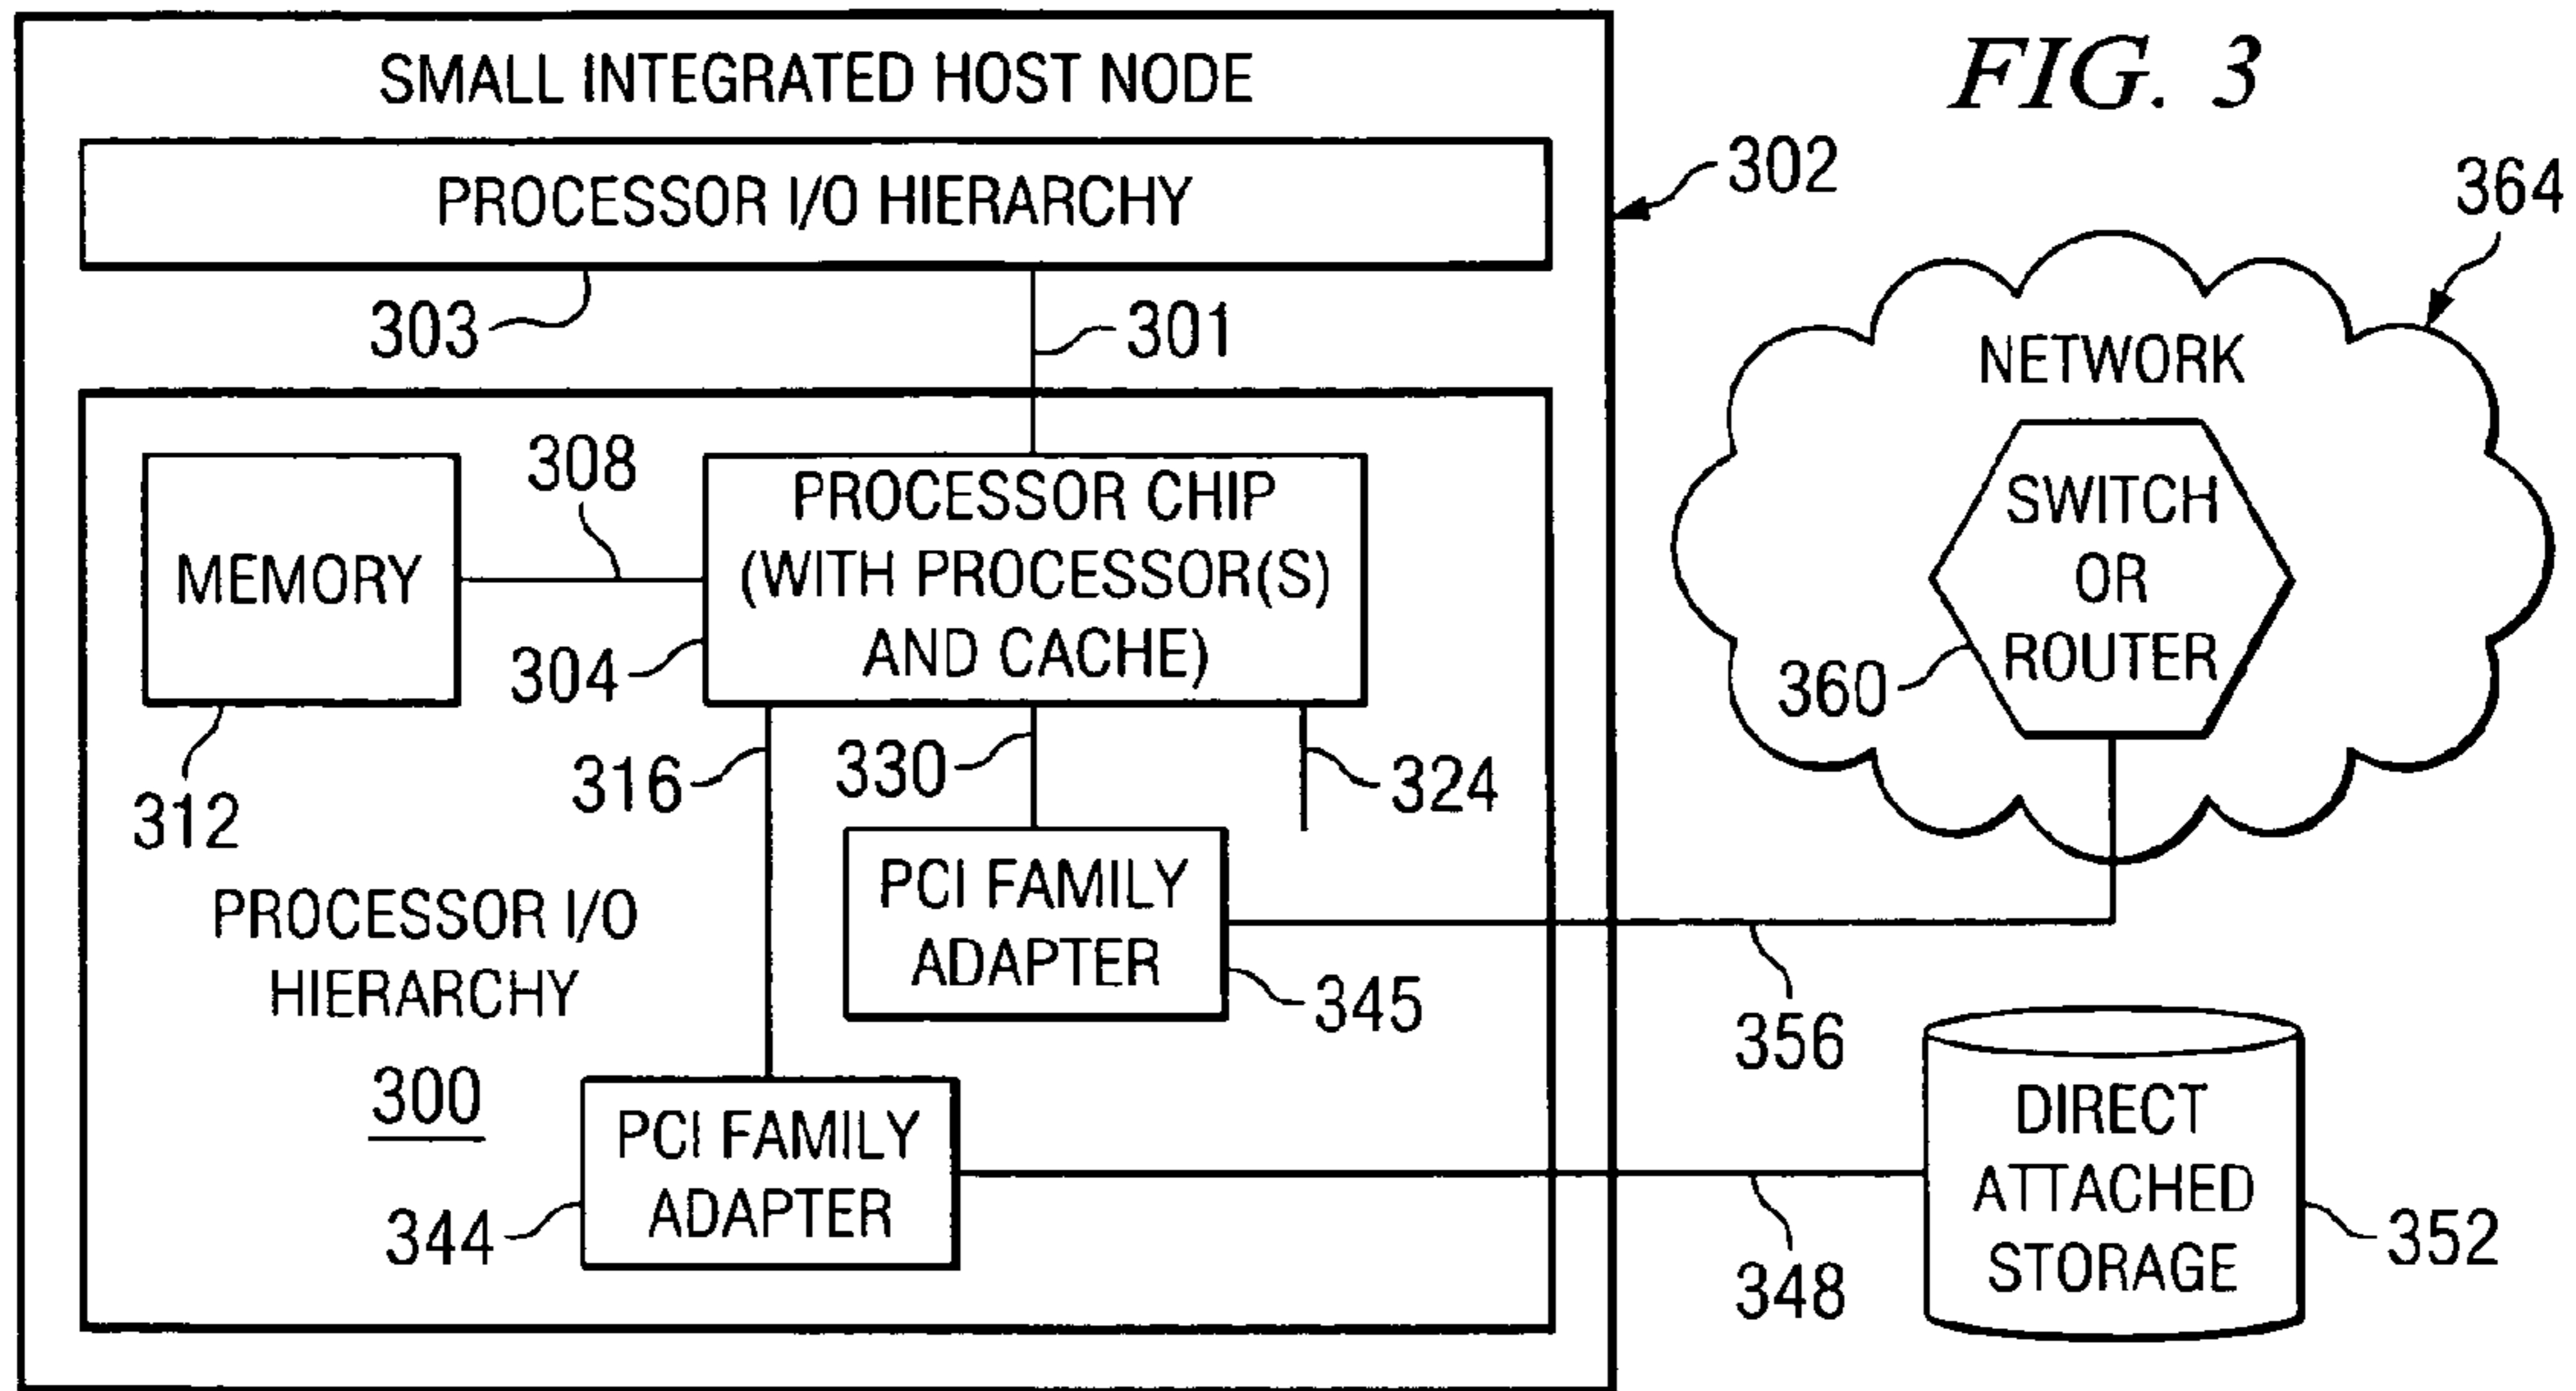 SMALL INTEGRATED HOST NODE
FIG. 3
PROCESSOR I/O HIERARCHY
302
364
303
301
NETWORK
308
PROCESSOR CHIP
(WITH PROCESSOR(S)
AND CACHE)
MEMORY
304
SWITCH
OR
ROUTER
360
312
316
330
324
PCI FAMILY
ADAPTER
345
PROCESSOR I/O
HIERARCHY
300
356
PCI FAMILY
ADAPTER
344
348
DIRECT
ATTACHED
STORAGE
352